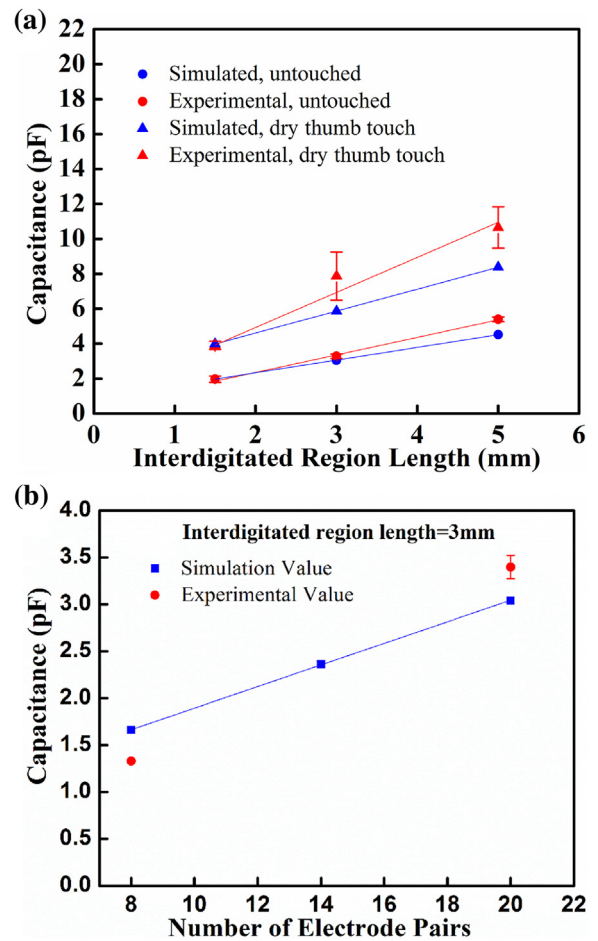 (a)
22
20
18
16
14
12
10
8
6
4
2
0
Capacitance (pF)
Simulated, untouched
Experimental, untouched
Simulated, dry thumb touch
Experimental, dry thumb touch
0 1 2 3 4 5 6
Interdigitated Region Length (mm)
(b)
4.0
3.5
3.0
2.5
2.0
1.5
1.0
0.5
0.0
Capacitance (pF)
Interdigitated region length=3mm
Simulation Value
Experimental Value
8 10 12 14 16 18 20 22
Number of Electrode Pairs